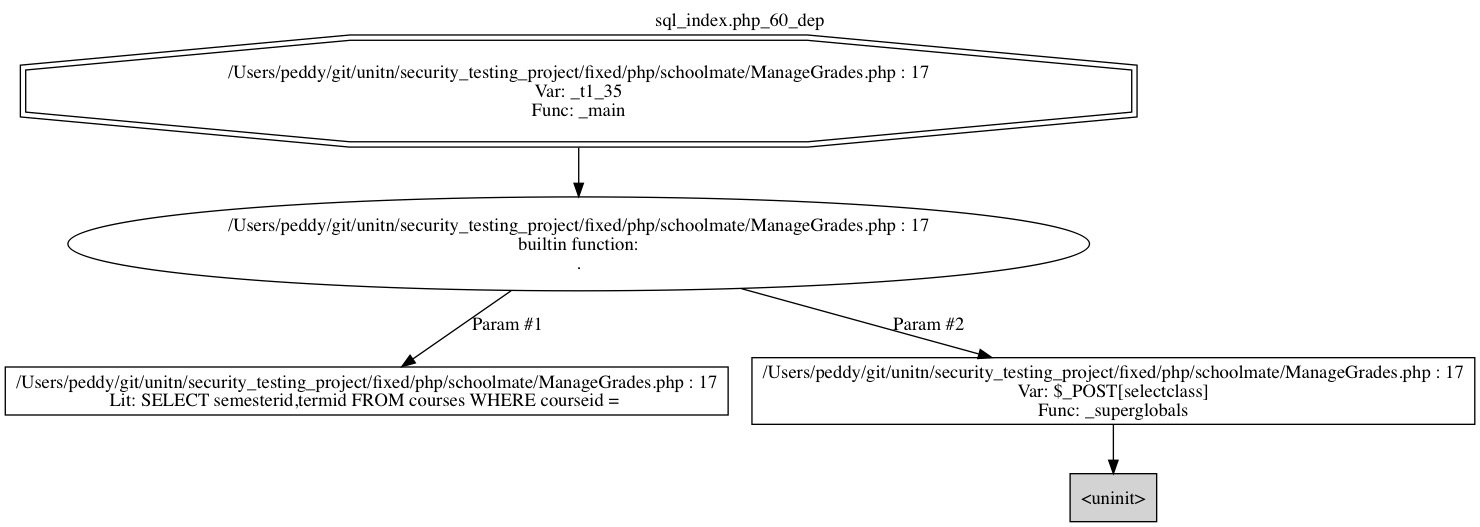 sql_index.php_60_dep
/Users/peddy/git/unitn/security_testing_project/fixed/php/schoolmate/ManageGrades.php : 17
Var: _t1_35
Func: _main
/Users/peddy/git/unitn/security_testing_project/fixed/php/schoolmate/ManageGrades.php : 17
builtin function:
.
Param #1
Param #2
/Users/peddy/git/unitn/security_testing_project/fixed/php/schoolmate/ManageGrades.php : 17
Lit: SELECT semesterid,termid FROM courses WHERE courseid =
/Users/peddy/git/unitn/security_testing_project/fixed/php/schoolmate/ManageGrades.php : 17
Var: $_POST[selectclass]
Func: _superglobals
<uninit>